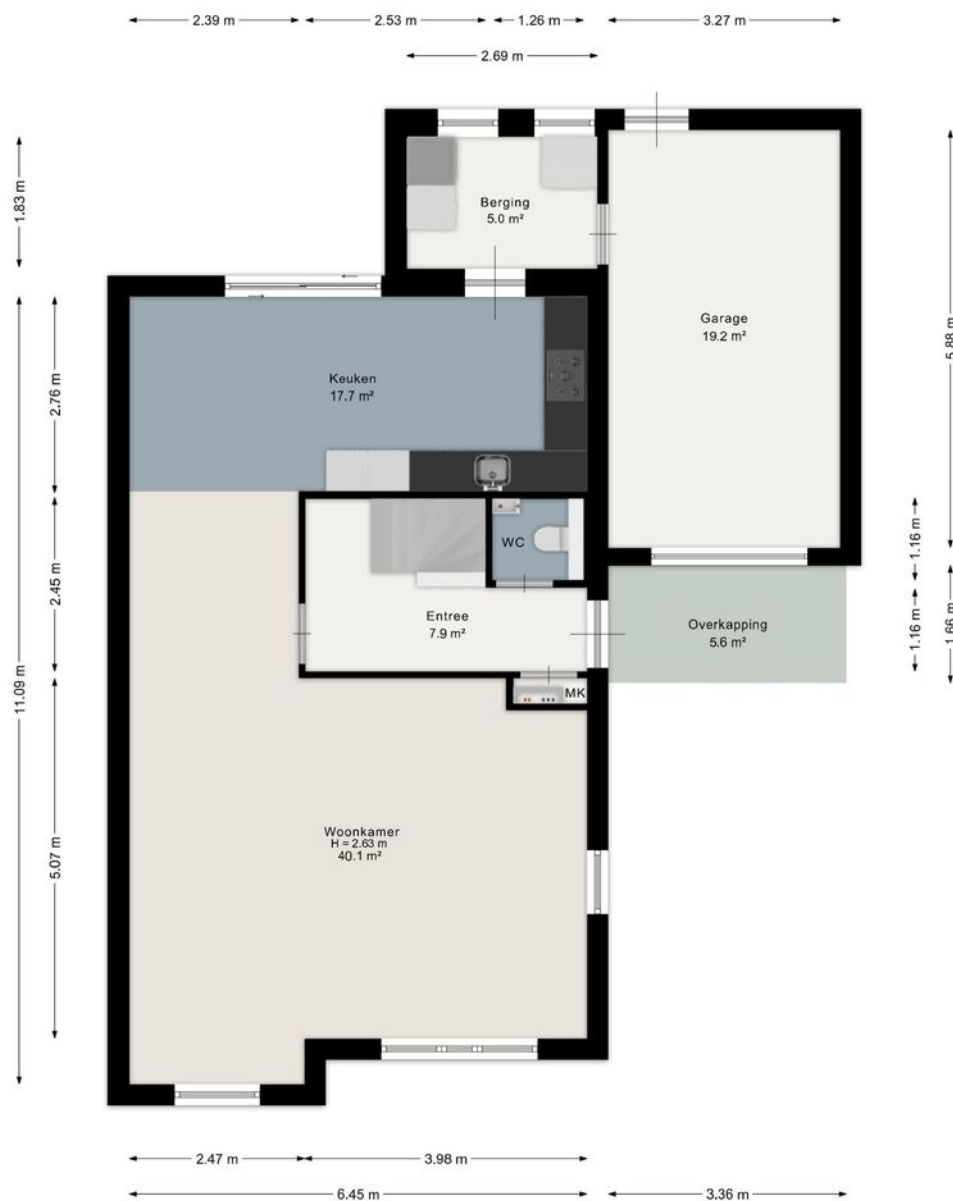 2.39 m
2.53 m
1.26 m
3.27 m
2.69 m
1.83 m
Berging
5.0 m²
Garage
19.2 m²
5.88 m
Keuken
17.7 m²
2.76 m
WC
1.16 m
2.45 m
Entree
7.9 m²
Overkapping
5.6 m²
1.16 m
1.66 m
MK
11.09 m
Woonkamer
H = 2.63 m
40.1 m²
5.07 m
2.47 m
3.98 m
6.45 m
3.36 m